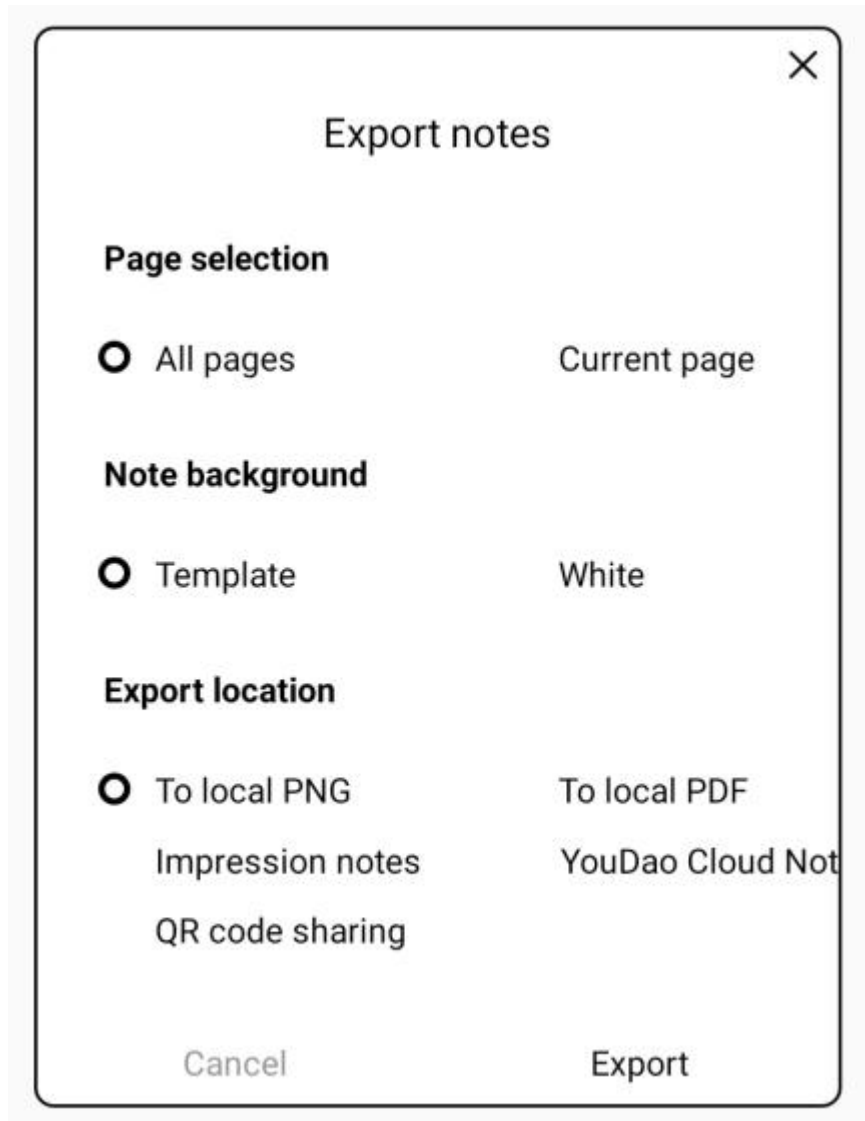 Export notes
Page selection
All pages Current page
Note background
Template White
Export location
To local PNG To local PDF
Impression notes YouDao Cloud Not
QR code sharing
Cancel Export